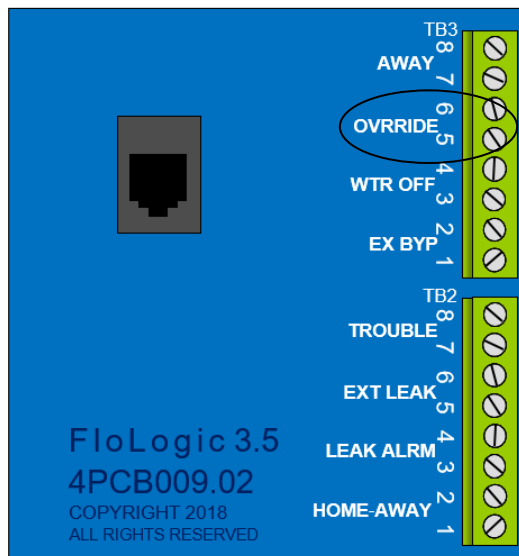 TB3
8
AWAY
7
6
OVRRIDE
5
4
WTR OFF
3
2
EX BYP
1
TB2
8
TROUBLE
7
6
EXT LEAK
5
4
LEAK ALRM
3
2
HOME-AWAY
1
FloLogic 3.5
4PCB009.02
COPYRIGHT 2018
ALL RIGHTS RESERVED